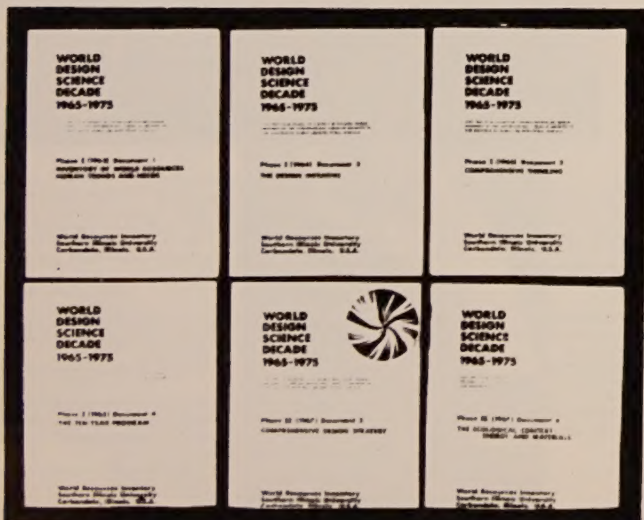 WORLD
DESIGN
SCIENCE
DECADE
1965-1975
Phase I (1963) Document 1
INVENTORY OF WORLD RESOURCES
HUMAN TRENDS AND NEEDS
World Resources Inventory
Southern Illinois University
Carbondale, Illinois, U.S.A.
WORLD
DESIGN
SCIENCE
DECADE
1965-1975
Phase I (1964) Document 2
THE DESIGN INITIATIVE
World Resources Inventory
Southern Illinois University
Carbondale, Illinois, U.S.A.
WORLD
DESIGN
SCIENCE
DECADE
1965-1975
Phase I (1965) Document 3
COMPREHENSIVE THINKING
World Resources Inventory
Southern Illinois University
Carbondale, Illinois, U.S.A.
WORLD
DESIGN
SCIENCE
DECADE
1965-1975
Phase I (1965) Document 4
THE TEN YEAR PROGRAM
World Resources Inventory
Southern Illinois University
Carbondale, Illinois, U.S.A.
WORLD
DESIGN
SCIENCE
DECADE
1965-1975
Phase II (1967) Document 5
COMPREHENSIVE DESIGN STRATEGY
World Resources Inventory
Southern Illinois University
Carbondale, Illinois, U.S.A.
WORLD
DESIGN
SCIENCE
DECADE
1965-1975
Phase II (1967) Document 6
THE ECOLOGICAL CONTEXT
ENERGY AND MATERIALS
World Resources Inventory
Southern Illinois University
Carbondale, Illinois, U.S.A.